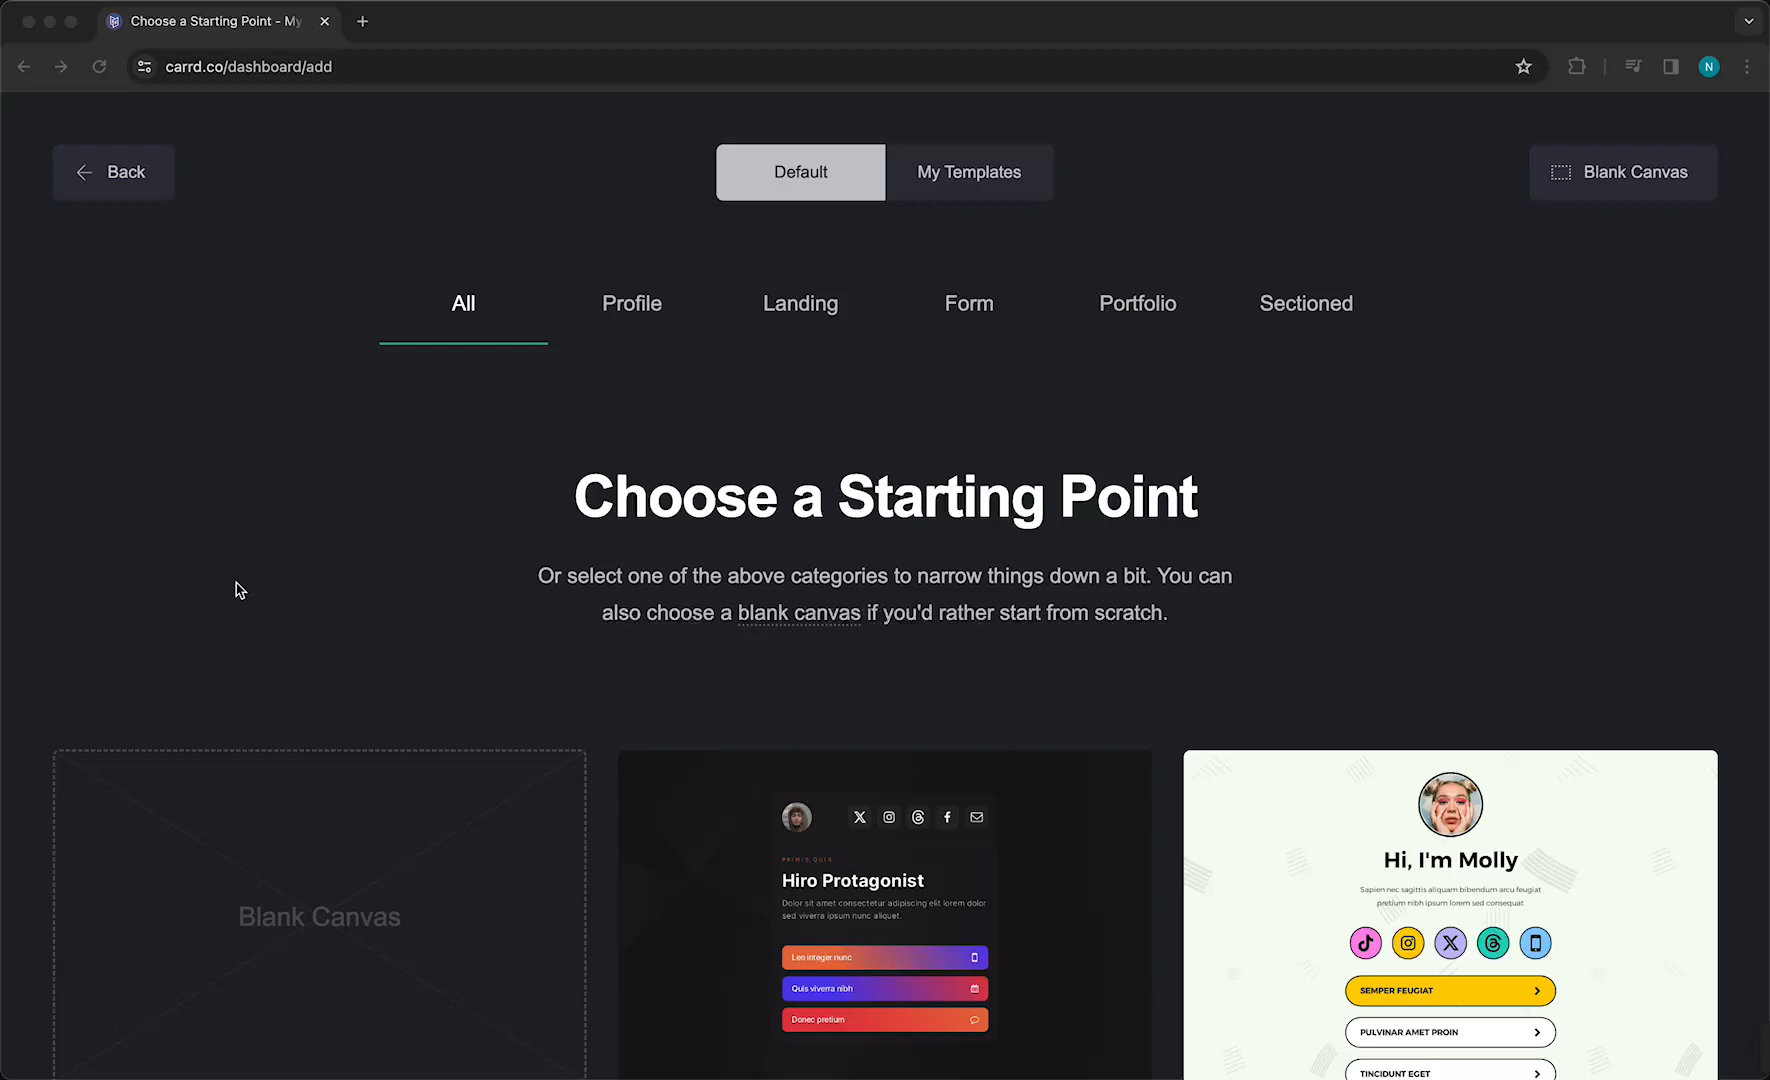 Choose a Starting Point - My
carrd.co/dashboard/add
N
Back
Default
My Templates
Blank Canvas
All
Profile
Landing
Form
Portfolio
Sectioned
Choose a Starting Point
Or select one of the above categories to narrow things down a bit. You can
also choose a blank canvas if you'd rather start from scratch.
Blank Canvas
PRIMIS QUIS
Hiro Protagonist
Dolor sit amet consectetur adipiscing elit lorem dolor
sed viverra ipsum nunc aliquet.
Leo integer nunc
Quis viverra nibh
Donec pretium
Hi, I'm Molly
Sapien nec sagittis aliquam bibendum arcu feugiat
pretium nibh ipsum lorem sed consequat.
SEMPER FEUGIAT
PULVINAR AMET PROIN
TINCIDUNT EGET